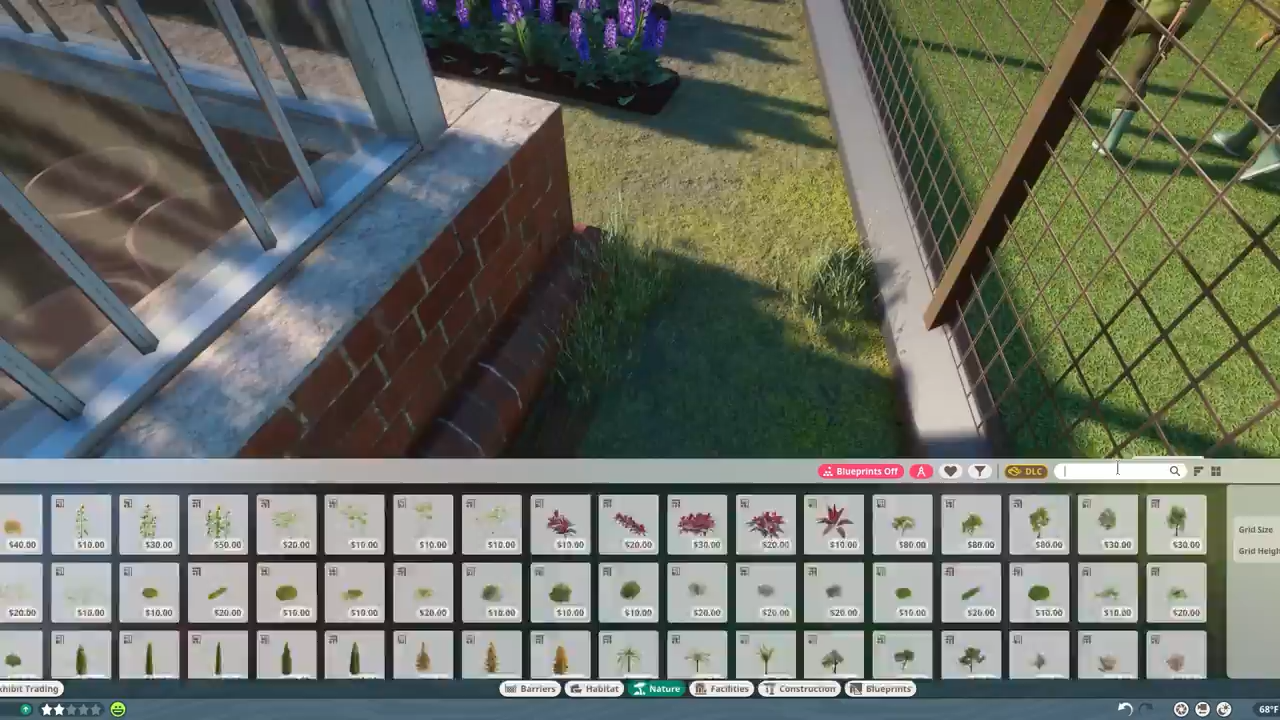 Blueprints Off
DLC
$40.00 $10.00 $30.00 $50.00 $20.00 $10.00 $10.00 $10.00 $10.00 $20.00 $30.00 $20.00 $10.00 $80.00 $80.00 $80.00 $30.00 $30.00
Grid Size
Grid Heigh
$20.00 $10.00 $10.00 $20.00 $10.00 $10.00 $20.00 $10.00 $10.00 $10.00 $20.00 $20.00 $20.00 $10.00 $20.00 $10.00 $10.00 $20.00
xhibit Trading
Barriers
Habitat
Nature
Facilities
Construction
Blueprints
68°F